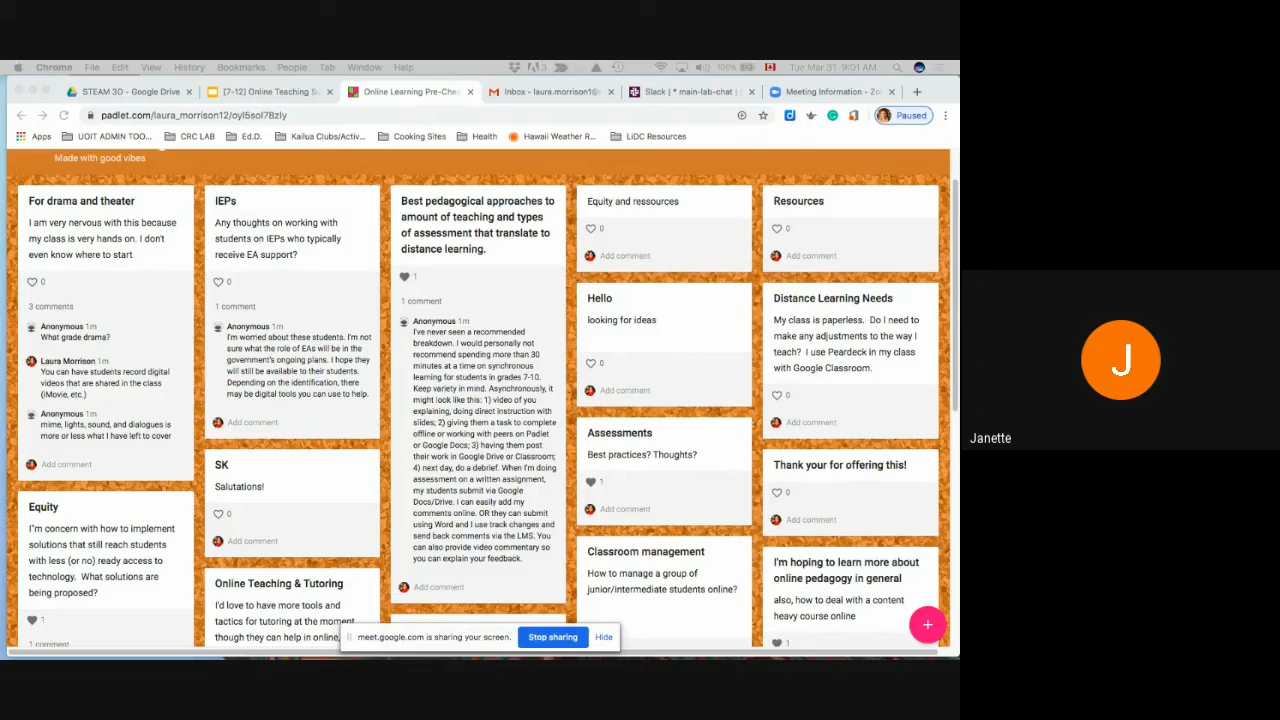 Chrome File Edit View History Bookmarks People Tab Window Help 3 100% Tue Mar 31 9:01 AM
STEAM 3D - Google Drive
[7-12] Online Teaching Su
Online Learning Pre-Chec
Inbox - laura.morrison1@
Slack | * main-lab-chat |
Meeting Information - Zo
padlet.com/laura_morrison12/oyl5sol78zly
Paused
Apps UOIT ADMIN TOO... CRC LAB Ed.D. Kailua Clubs/Activ... Cooking Sites Health Hawaii Weather R... LiDC Resources
Made with good vibes
For drama and theater
I am very nervous with this because
my class is very hands on. I don't
even know where to start
0
3 comments
Anonymous 1m
What grade drama?
Laura Morrison 1m
You can have students record digital
videos that are shared in the class
(iMovie, etc.)
Anonymous 1m
mime, lights, sound, and dialogues is
more or less what I have left to cover
Add comment
Equity
I'm concern with how to implement
solutions that still reach students
with less (or no) ready access to
technology. What solutions are
being proposed?
1
1 comment
IEPs
Any thoughts on working with
students on IEPs who typically
receive EA support?
0
1 comment
Anonymous 1m
I'm worried about these students. I'm not
sure what the role of EAs will be in the
government's ongoing plans. I hope they
will still be available to their students.
Depending on the identification, there
may be digital tools you can use to help.
Add comment
SK
Salutations!
0
Add comment
Online Teaching & Tutoring
I'd love to have more tools and
tactics for tutoring at the moment
though they can help in online,
Best pedagogical approaches to
amount of teaching and types
of assessment that translate to
distance learning.
1
1 comment
Anonymous 1m
I've never seen a recommended
breakdown. I would personally not
recommend spending more than 30
minutes at a time on synchronous
learning for students in grades 7-10.
Keep variety in mind. Asynchronously, it
might look like this: 1) video of you
explaining, doing direct instruction with
slides; 2) giving them a task to complete
offline or working with peers on Padlet
or Google Docs; 3) having them post
their work in Google Drive or Classroom;
4) next day, do a debrief. When I'm doing
assessment on a written assignment,
my students submit via Google
Docs/Drive. I can easily add my
comments online. OR they can submit
using Word and I use track changes and
send back comments via the LMS. You
can also provide video commentary so
you can explain your feedback.
Add comment
Equity and ressources
0
Add comment
Hello
looking for ideas
0
Add comment
Assessments
Best practices? Thoughts?
1
Add comment
Classroom management
How to manage a group of
junior/intermediate students online?
Resources
0
Add comment
Distance Learning Needs
My class is paperless. Do I need to
make any adjustments to the way I
teach? I use Peardeck in my class
with Google Classroom.
0
Add comment
Thank your for offering this!
0
Add comment
I'm hoping to learn more about
online pedagogy in general
also, how to deal with a content
heavy course online
1
+
meet.google.com is sharing your screen. Stop sharing Hide
J
Janette